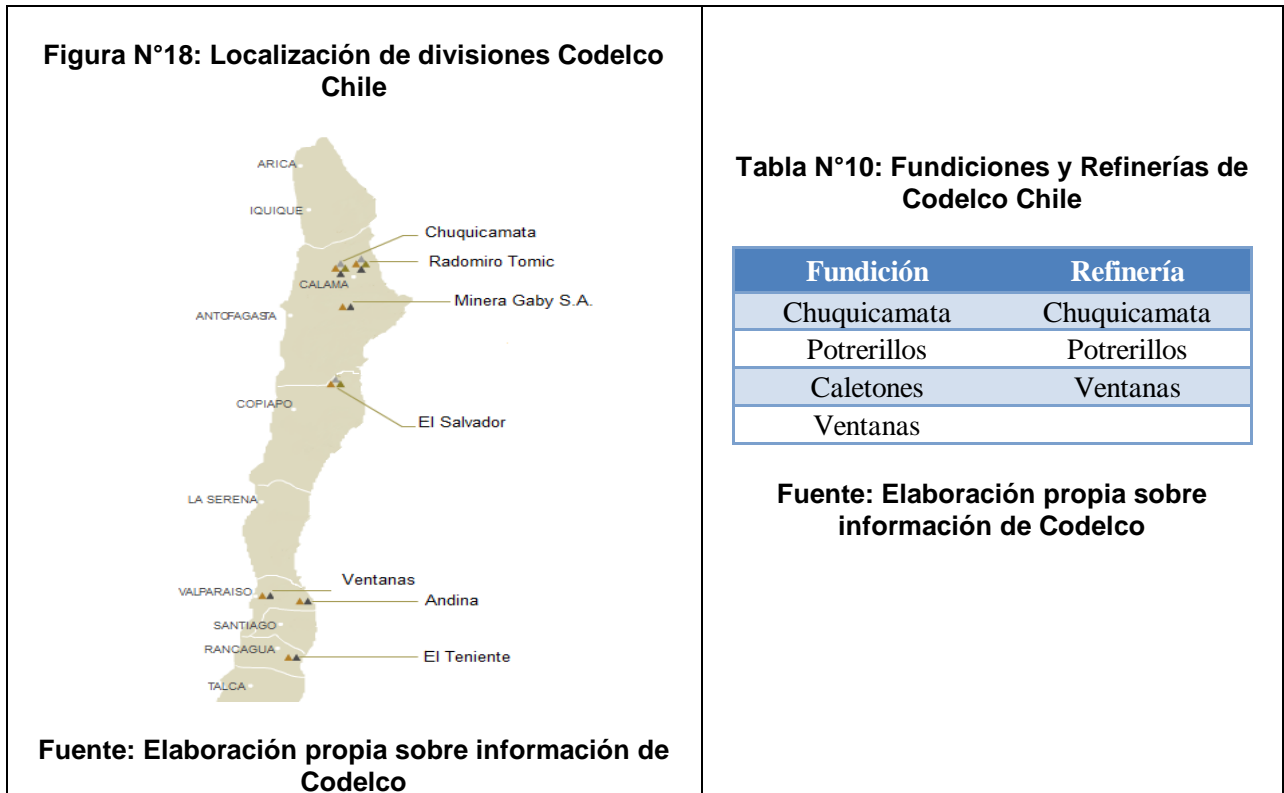 Figura N°18: Localización de divisiones Codelco
Chile
ARICA
IQUIQUE
Chuquicamata
Radomiro Tomic
CALAMA
Minera Gaby S.A.
ANTOFAGASTA
COPIAPO
El Salvador
LA SERENA
Ventanas
VALPARAISO
Andina
SANTIAGO
RANCAGUA
El Teniente
TALCA
Fuente: Elaboración propia sobre información de
Codelco
Tabla N°10: Fundiciones y Refinerías de
Codelco Chile
Fundición Refinería
Chuquicamata Chuquicamata
Potrerillos Potrerillos
Caletones Ventanas
Ventanas
Fuente: Elaboración propia sobre
información de Codelco